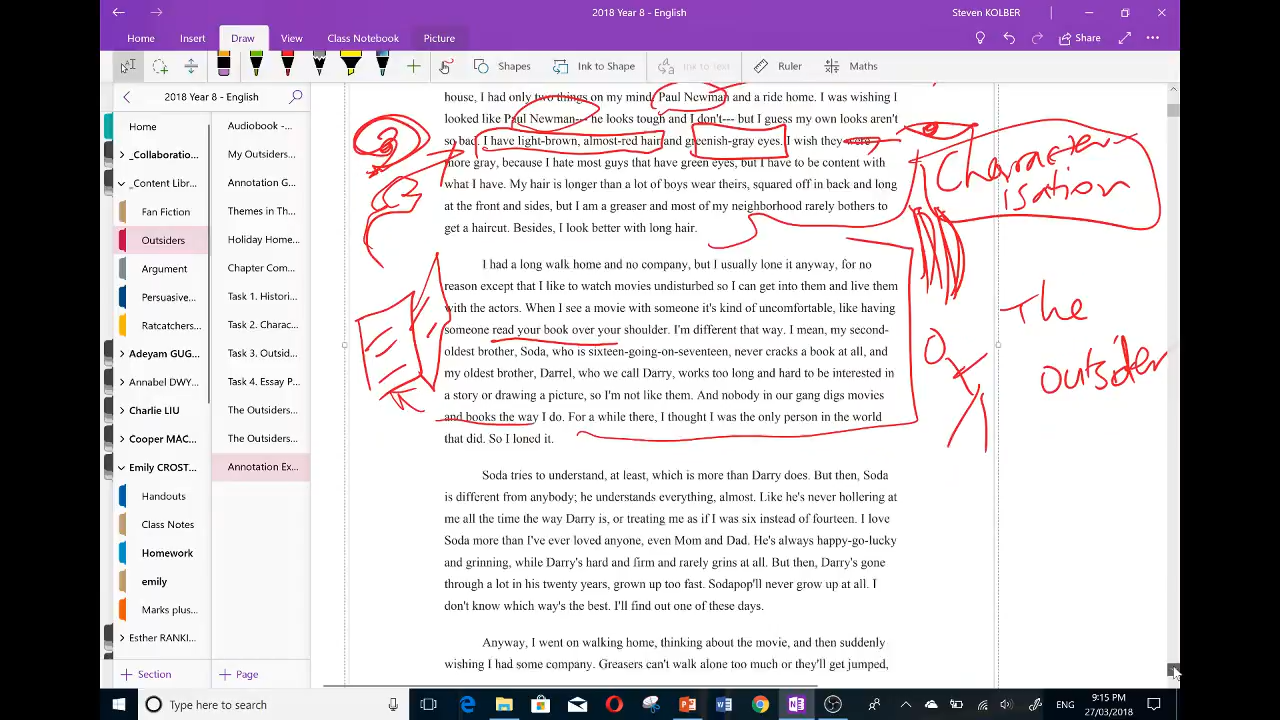 2018 Year 8 - English
Steven KOLBER
Home
Insert
Draw
View
Class Notebook
Picture
Share
Shapes
Ink to Shape
Ink to Text
Ruler
Maths
2018 Year 8 - English
Home
_Collaboratio...
_Content Libr...
Fan Fiction
Outsiders
Argument
Persuasive...
Ratcatchers...
Adeyam GUG...
Annabel DWY...
Charlie LIU
Cooper MAC...
Emily CROST...
Handouts
Class Notes
Homework
emily
Marks plus...
Esther RANKI...
Section
Audiobook -...
My Outsiders...
Annotation G...
Themes in Th...
Holiday Home...
Chapter Com...
Task 1. Histori...
Task 2. Charac...
Task 3. Outsid...
Task 4. Essay P...
The Outsiders...
The Outsiders...
Annotation Ex...
Page
house, I had only two things on my mind: Paul Newman and a ride home. I was wishing I
looked like Paul Newman--- he looks tough and I don't--- but I guess my own looks aren't
so bad. I have light-brown, almost-red hair and greenish-gray eyes. I wish they were
more gray, because I hate most guys that have green eyes, but I have to be content with
what I have. My hair is longer than a lot of boys wear theirs, squared off in back and long
at the front and sides, but I am a greaser and most of my neighborhood rarely bothers to
get a haircut. Besides, I look better with long hair.
I had a long walk home and no company, but I usually lone it anyway, for no
reason except that I like to watch movies undisturbed so I can get into them and live them
with the actors. When I see a movie with someone it's kind of uncomfortable, like having
someone read your book over your shoulder. I'm different that way. I mean, my second-
oldest brother, Soda, who is sixteen-going-on-seventeen, never cracks a book at all, and
my oldest brother, Darrel, who we call Darry, works too long and hard to be interested in
a story or drawing a picture, so I'm not like them. And nobody in our gang digs movies
and books the way I do. For a while there, I thought I was the only person in the world
that did. So I loned it.
Soda tries to understand, at least, which is more than Darry does. But then, Soda
is different from anybody; he understands everything, almost. Like he's never hollering at
me all the time the way Darry is, or treating me as if I was six instead of fourteen. I love
Soda more than I've ever loved anyone, even Mom and Dad. He's always happy-go-lucky
and grinning, while Darry's hard and firm and rarely grins at all. But then, Darry's gone
through a lot in his twenty years, grown up too fast. Sodapop'll never grow up at all. I
don't know which way's the best. I'll find out one of these days.
Anyway, I went on walking home, thinking about the movie, and then suddenly
wishing I had some company. Greasers can't walk alone too much or they'll get jumped,
Character-
isation
The
outsider
Type here to search
ENG
9:15 PM
27/03/2018